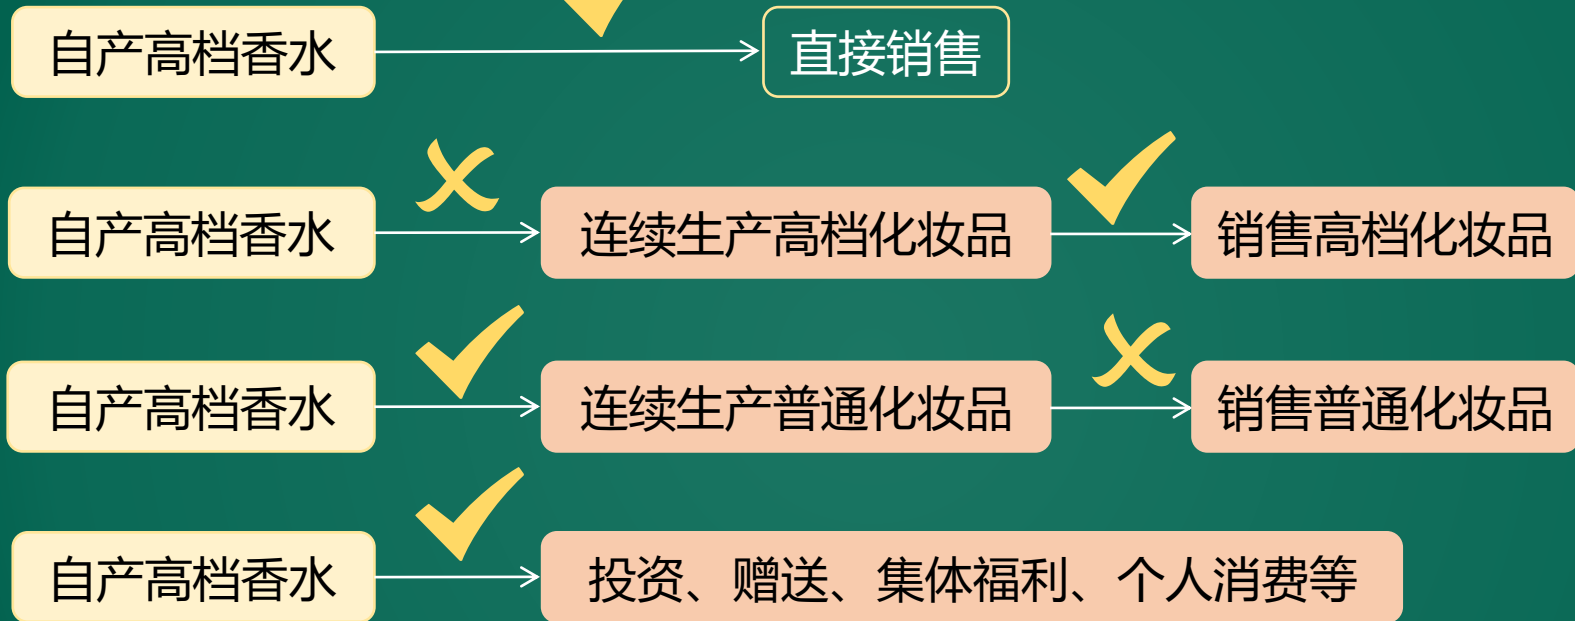 自产高档香水 直接销售
自产高档香水 连续生产高档化妆品 销售高档化妆品
自产高档香水 连续生产普通化妆品 销售普通化妆品
自产高档香水 投资、赠送、集体福利、个人消费等